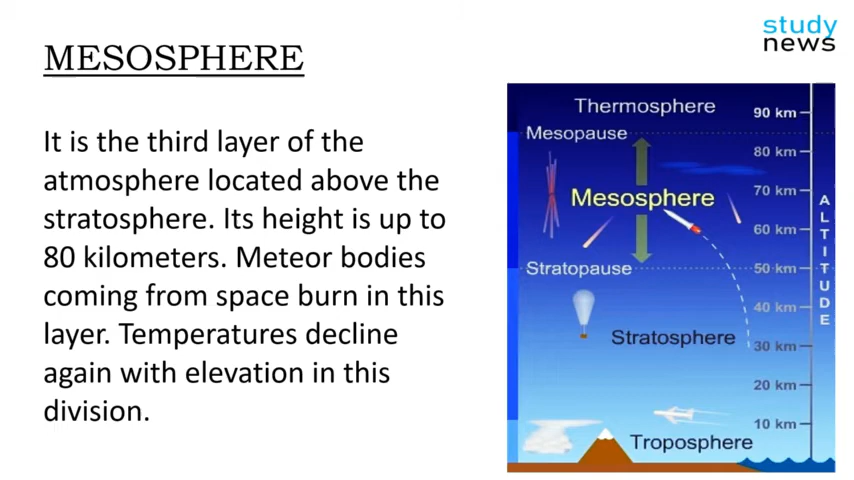 study
news
MESOSPHERE
It is the third layer of the
atmosphere located above the
stratosphere. Its height is up to
80 kilometers. Meteor bodies
coming from space burn in this
layer. Temperatures decline
again with elevation in this
division.
Thermosphere
90 km
Mesopause
80 km
Mesosphere
70 km
60 km
Stratopause
50 km
40 km
Stratosphere
30 km
20 km
10 km
Troposphere
ALTITUDE